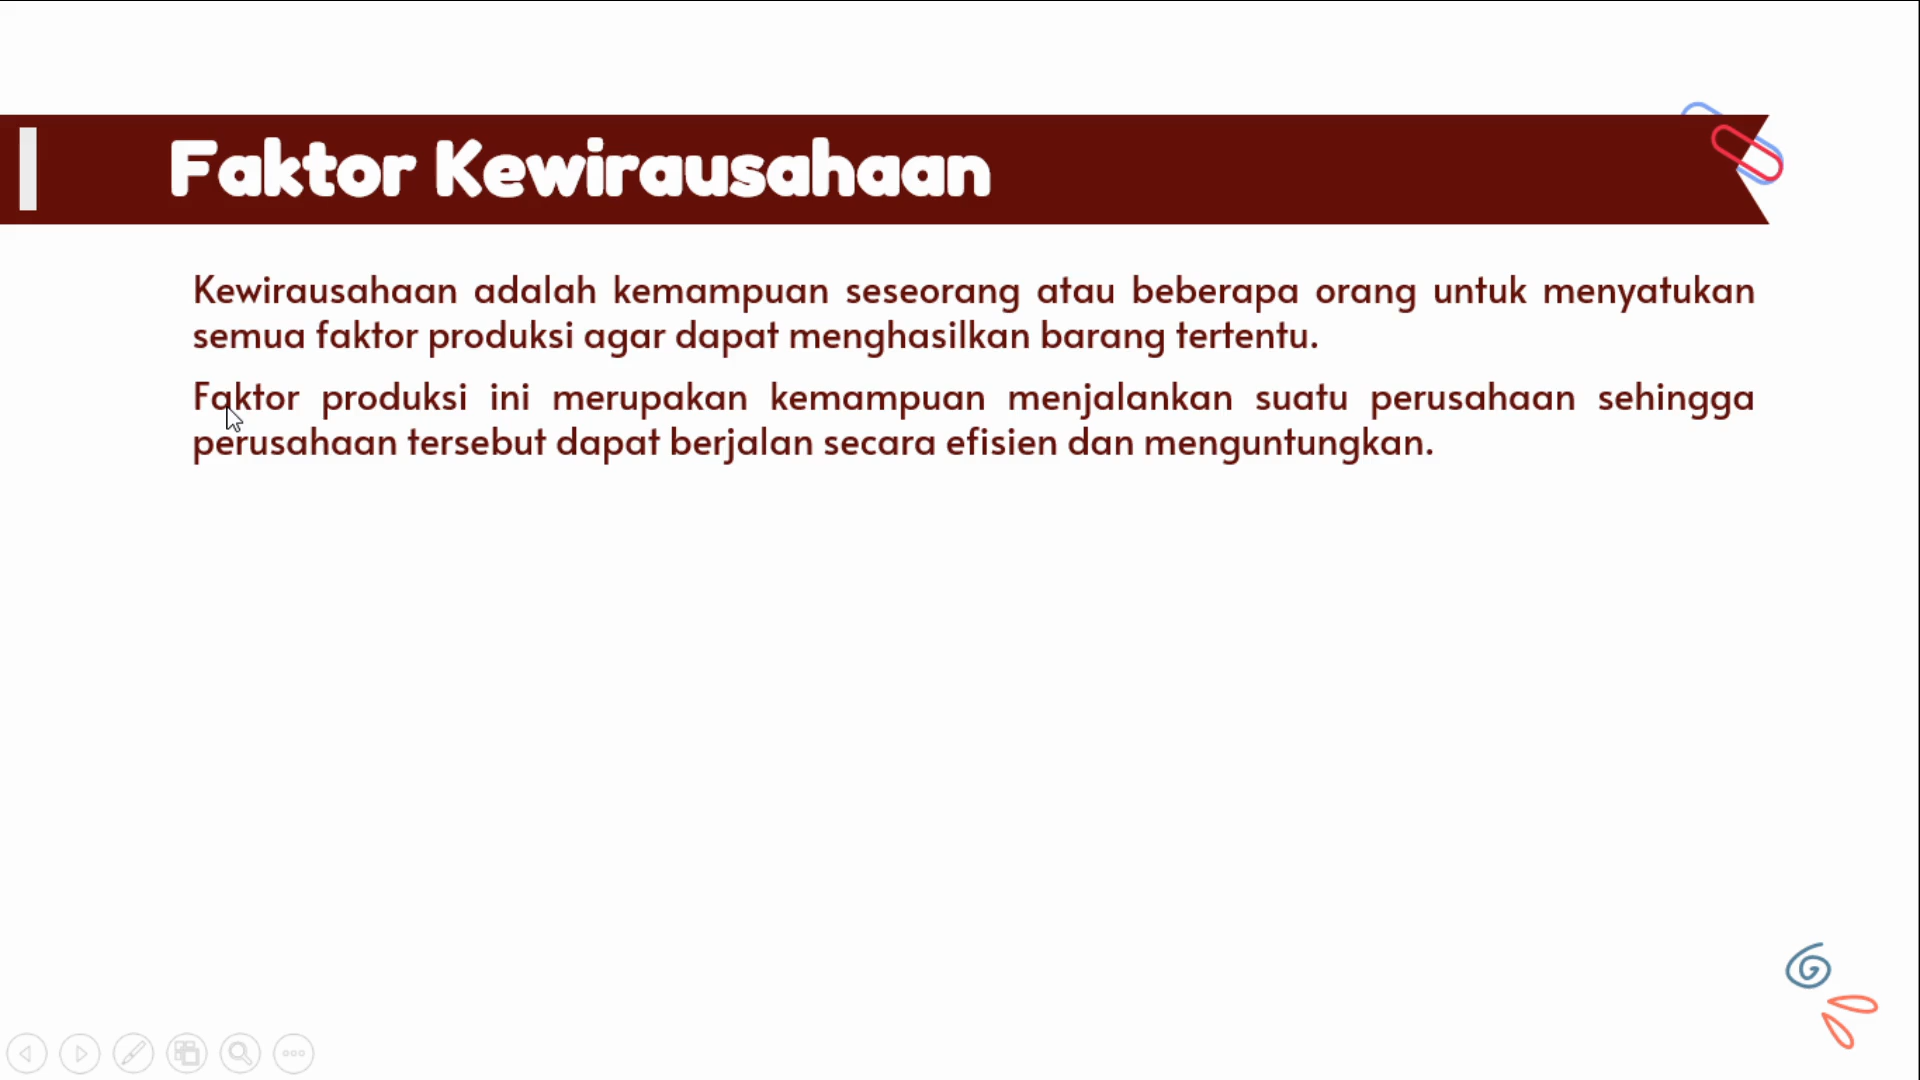 Faktor Kewirausahaan
Kewirausahaan adalah kemampuan seseorang atau beberapa orang untuk menyatukan
semua faktor produksi agar dapat menghasilkan barang tertentu.
Faktor produksi ini merupakan kemampuan menjalankan suatu perusahaan sehingga
perusahaan tersebut dapat berjalan secara efisien dan menguntungkan.